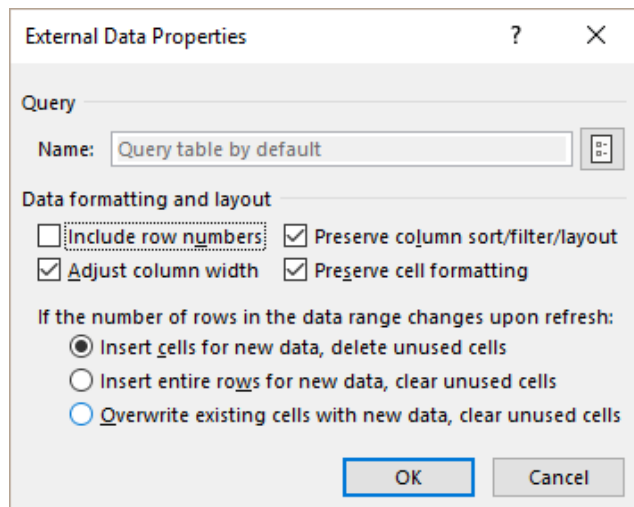 External Data Properties ?
Query
Name: Query table by default
Data formatting and layout
Include row numbers Preserve column sort/filter/layout
Adjust column width Preserve cell formatting
If the number of rows in the data range changes upon refresh:
Insert cells for new data, delete unused cells
Insert entire rows for new data, clear unused cells
Overwrite existing cells with new data, clear unused cells
OK Cancel